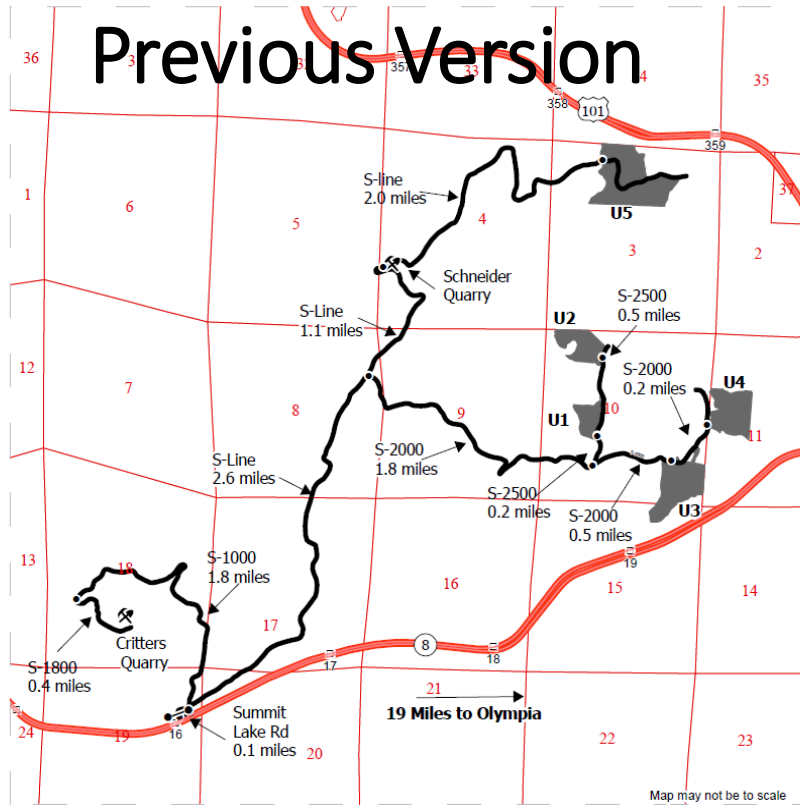 Previous Version
36
33
4
35
357
358
101
359
S-line
2.0 miles
1
6
5
4
U5
3
2
37
Schneider
Quarry
S-2500
0.5 miles
S-Line
1.1 miles
U2
S-2000
0.2 miles
U4
12
7
8
9
U1
10
11
S-2000
1.8 miles
S-Line
2.6 miles
S-2500
0.2 miles
S-2000
0.5 miles
U3
19
13
18
S-1000
1.8 miles
16
15
14
17
Critters
Quarry
8
18
17
S-1800
0.4 miles
21
19 Miles to Olympia
Summit
Lake Rd
0.1 miles
24
19
16
20
22
23
Map may not be to scale